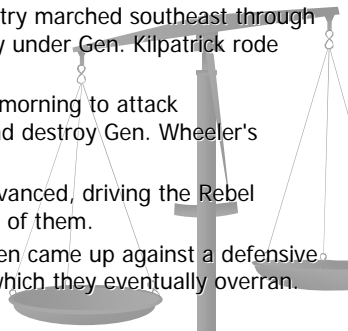 try marched southeast through
y under Gen. Kilpatrick rode
morning to attack
nd destroy Gen. Wheeler's
vanced, driving the Rebel
of them.
en came up against a defensive
which they eventually overran.